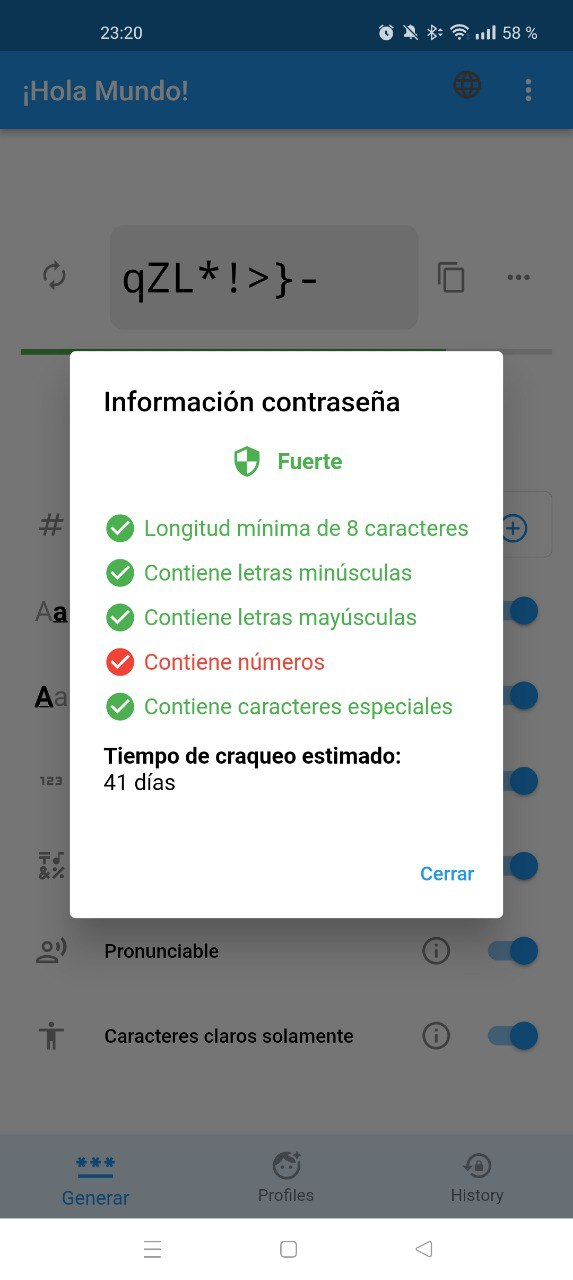 23:20
58 %
¡Hola Mundo!
qZL*!>}-
Información contraseña
Fuerte
Longitud mínima de 8 caracteres
#
Contiene letras minúsculas
Aa
Contiene letras mayúsculas
Contiene números
Aa
Contiene caracteres especiales
Tiempo de craqueo estimado:
123
41 días
Cerrar
Pronunciable
Caracteres claros solamente
Generar
Profiles
History